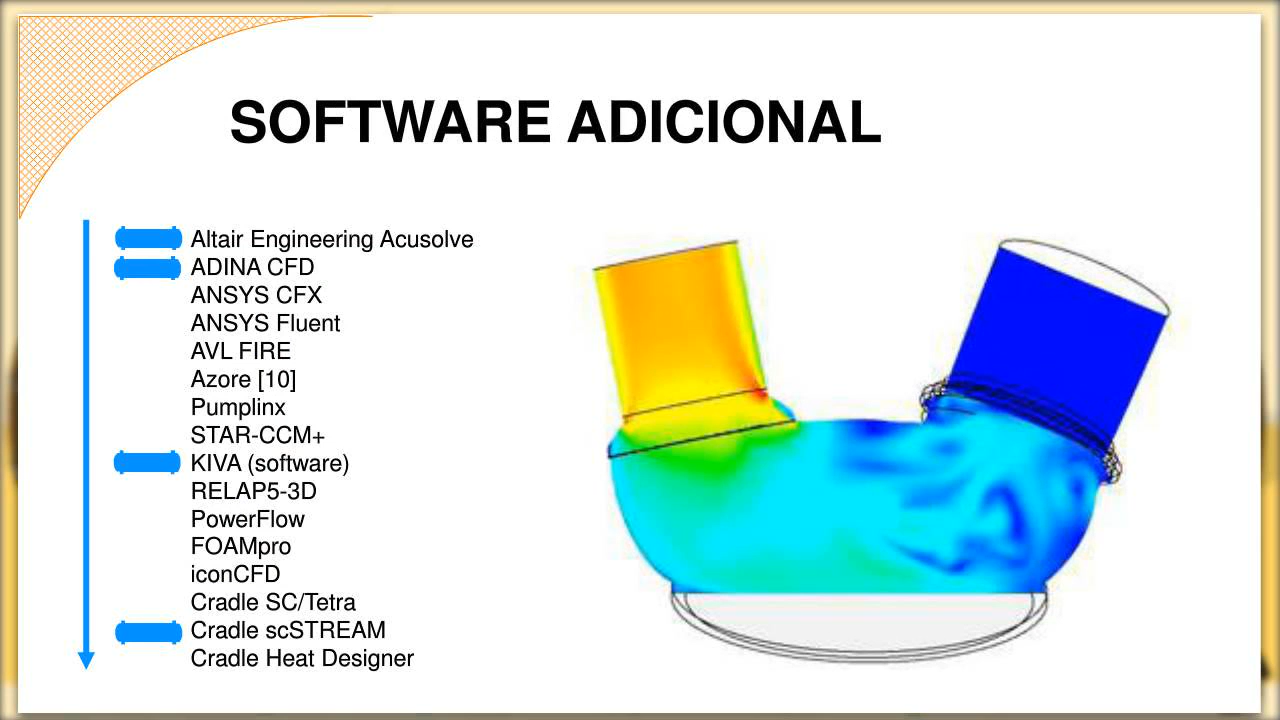 SOFTWARE ADICIONAL
Altair Engineering Acusolve
ADINA CFD
ANSYS CFX
ANSYS Fluent
AVL FIRE
Azore [10]
Pumplinx
STAR-CCM+
KIVA (software)
RELAP5-3D
PowerFlow
FOAMpro
iconCFD
Cradle SC/Tetra
Cradle scSTREAM
Cradle Heat Designer